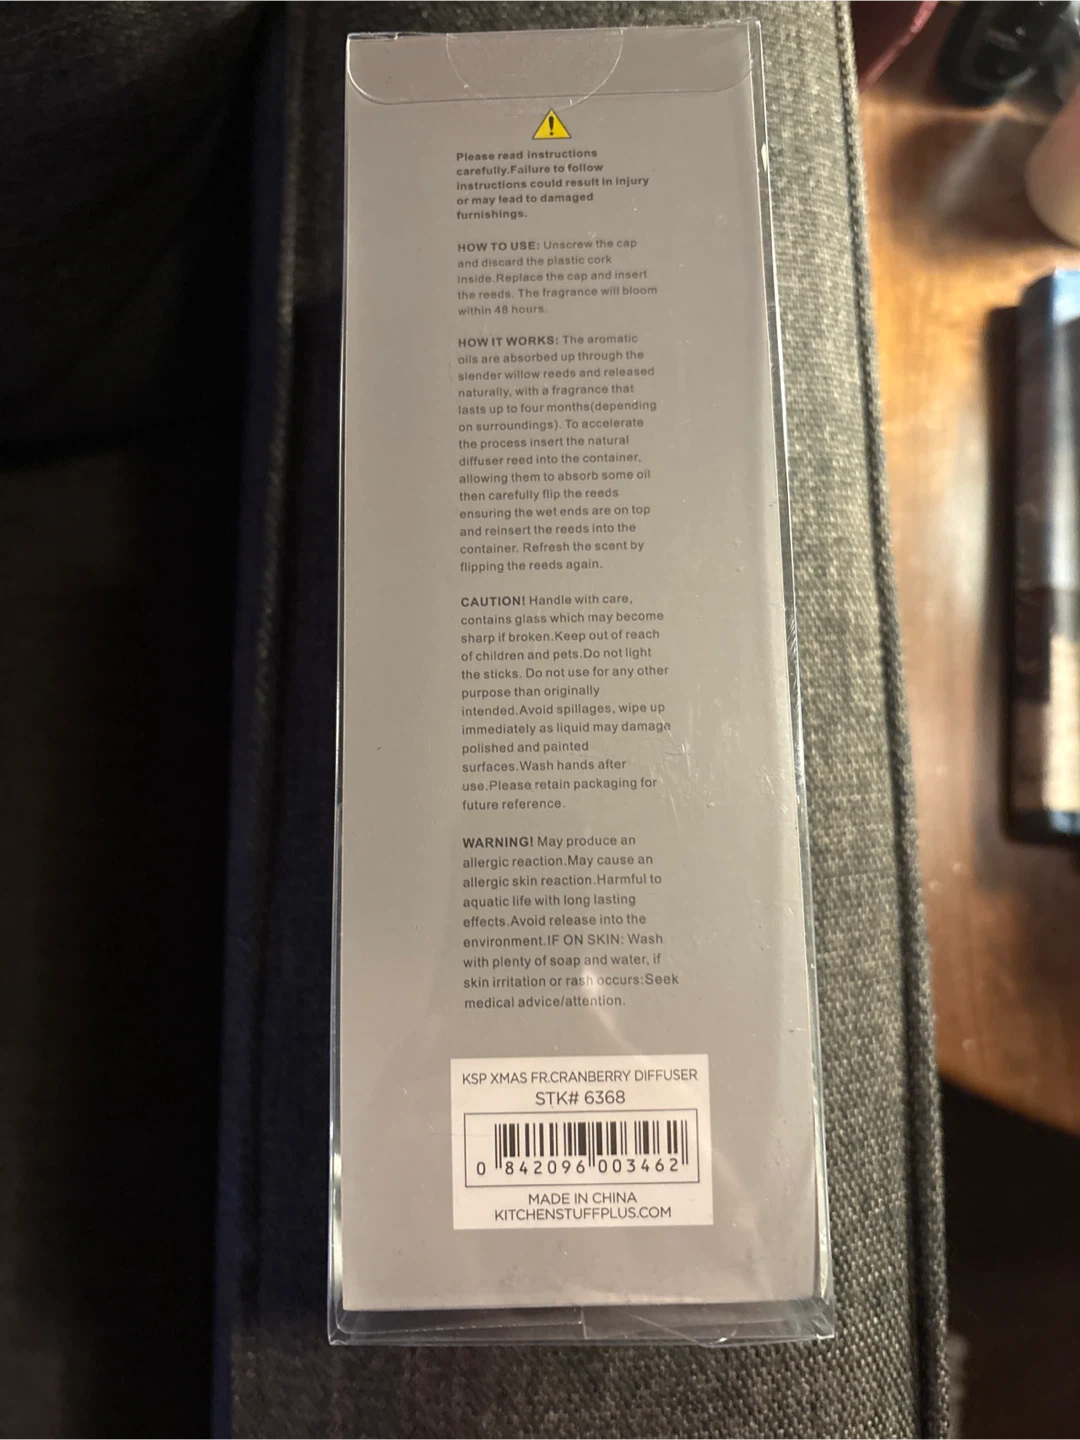 Please read instructions
carefully.Failure to follow
instructions could result in injury
or may lead to damaged
furnishings.
HOW TO USE: Unscrew the cap
and discard the plastic cork
inside.Replace the cap and insert
the reeds. The fragrance will bloom
within 48 hours.
HOW IT WORKS: The aromatic
oils are absorbed up through the
slender willow reeds and released
naturally, with a fragrance that
lasts up to four months(depending
on surroundings). To accelerate
the process insert the natural
diffuser reed into the container,
allowing them to absorb some oil
then carefully flip the reeds
ensuring the wet ends are on top
and reinsert the reeds into the
container. Refresh the scent by
flipping the reeds again.
CAUTION! Handle with care,
contains glass which may become
sharp if broken.Keep out of reach
of children and pets.Do not light
the sticks. Do not use for any other
purpose than originally
intended.Avoid spillages, wipe up
immediately as liquid may damage
polished and painted
surfaces.Wash hands after
use.Please retain packaging for
future reference.
WARNING! May produce an
allergic reaction.May cause an
allergic skin reaction.Harmful to
aquatic life with long lasting
effects.Avoid release into the
environment.IF ON SKIN: Wash
with plenty of soap and water, if
skin irritation or rash occurs:Seek
medical advice/attention.
KSP XMAS FR.CRANBERRY DIFFUSER
STK# 6368
0 842096 003462
MADE IN CHINA
KITCHENSTUFFPLUS.COM